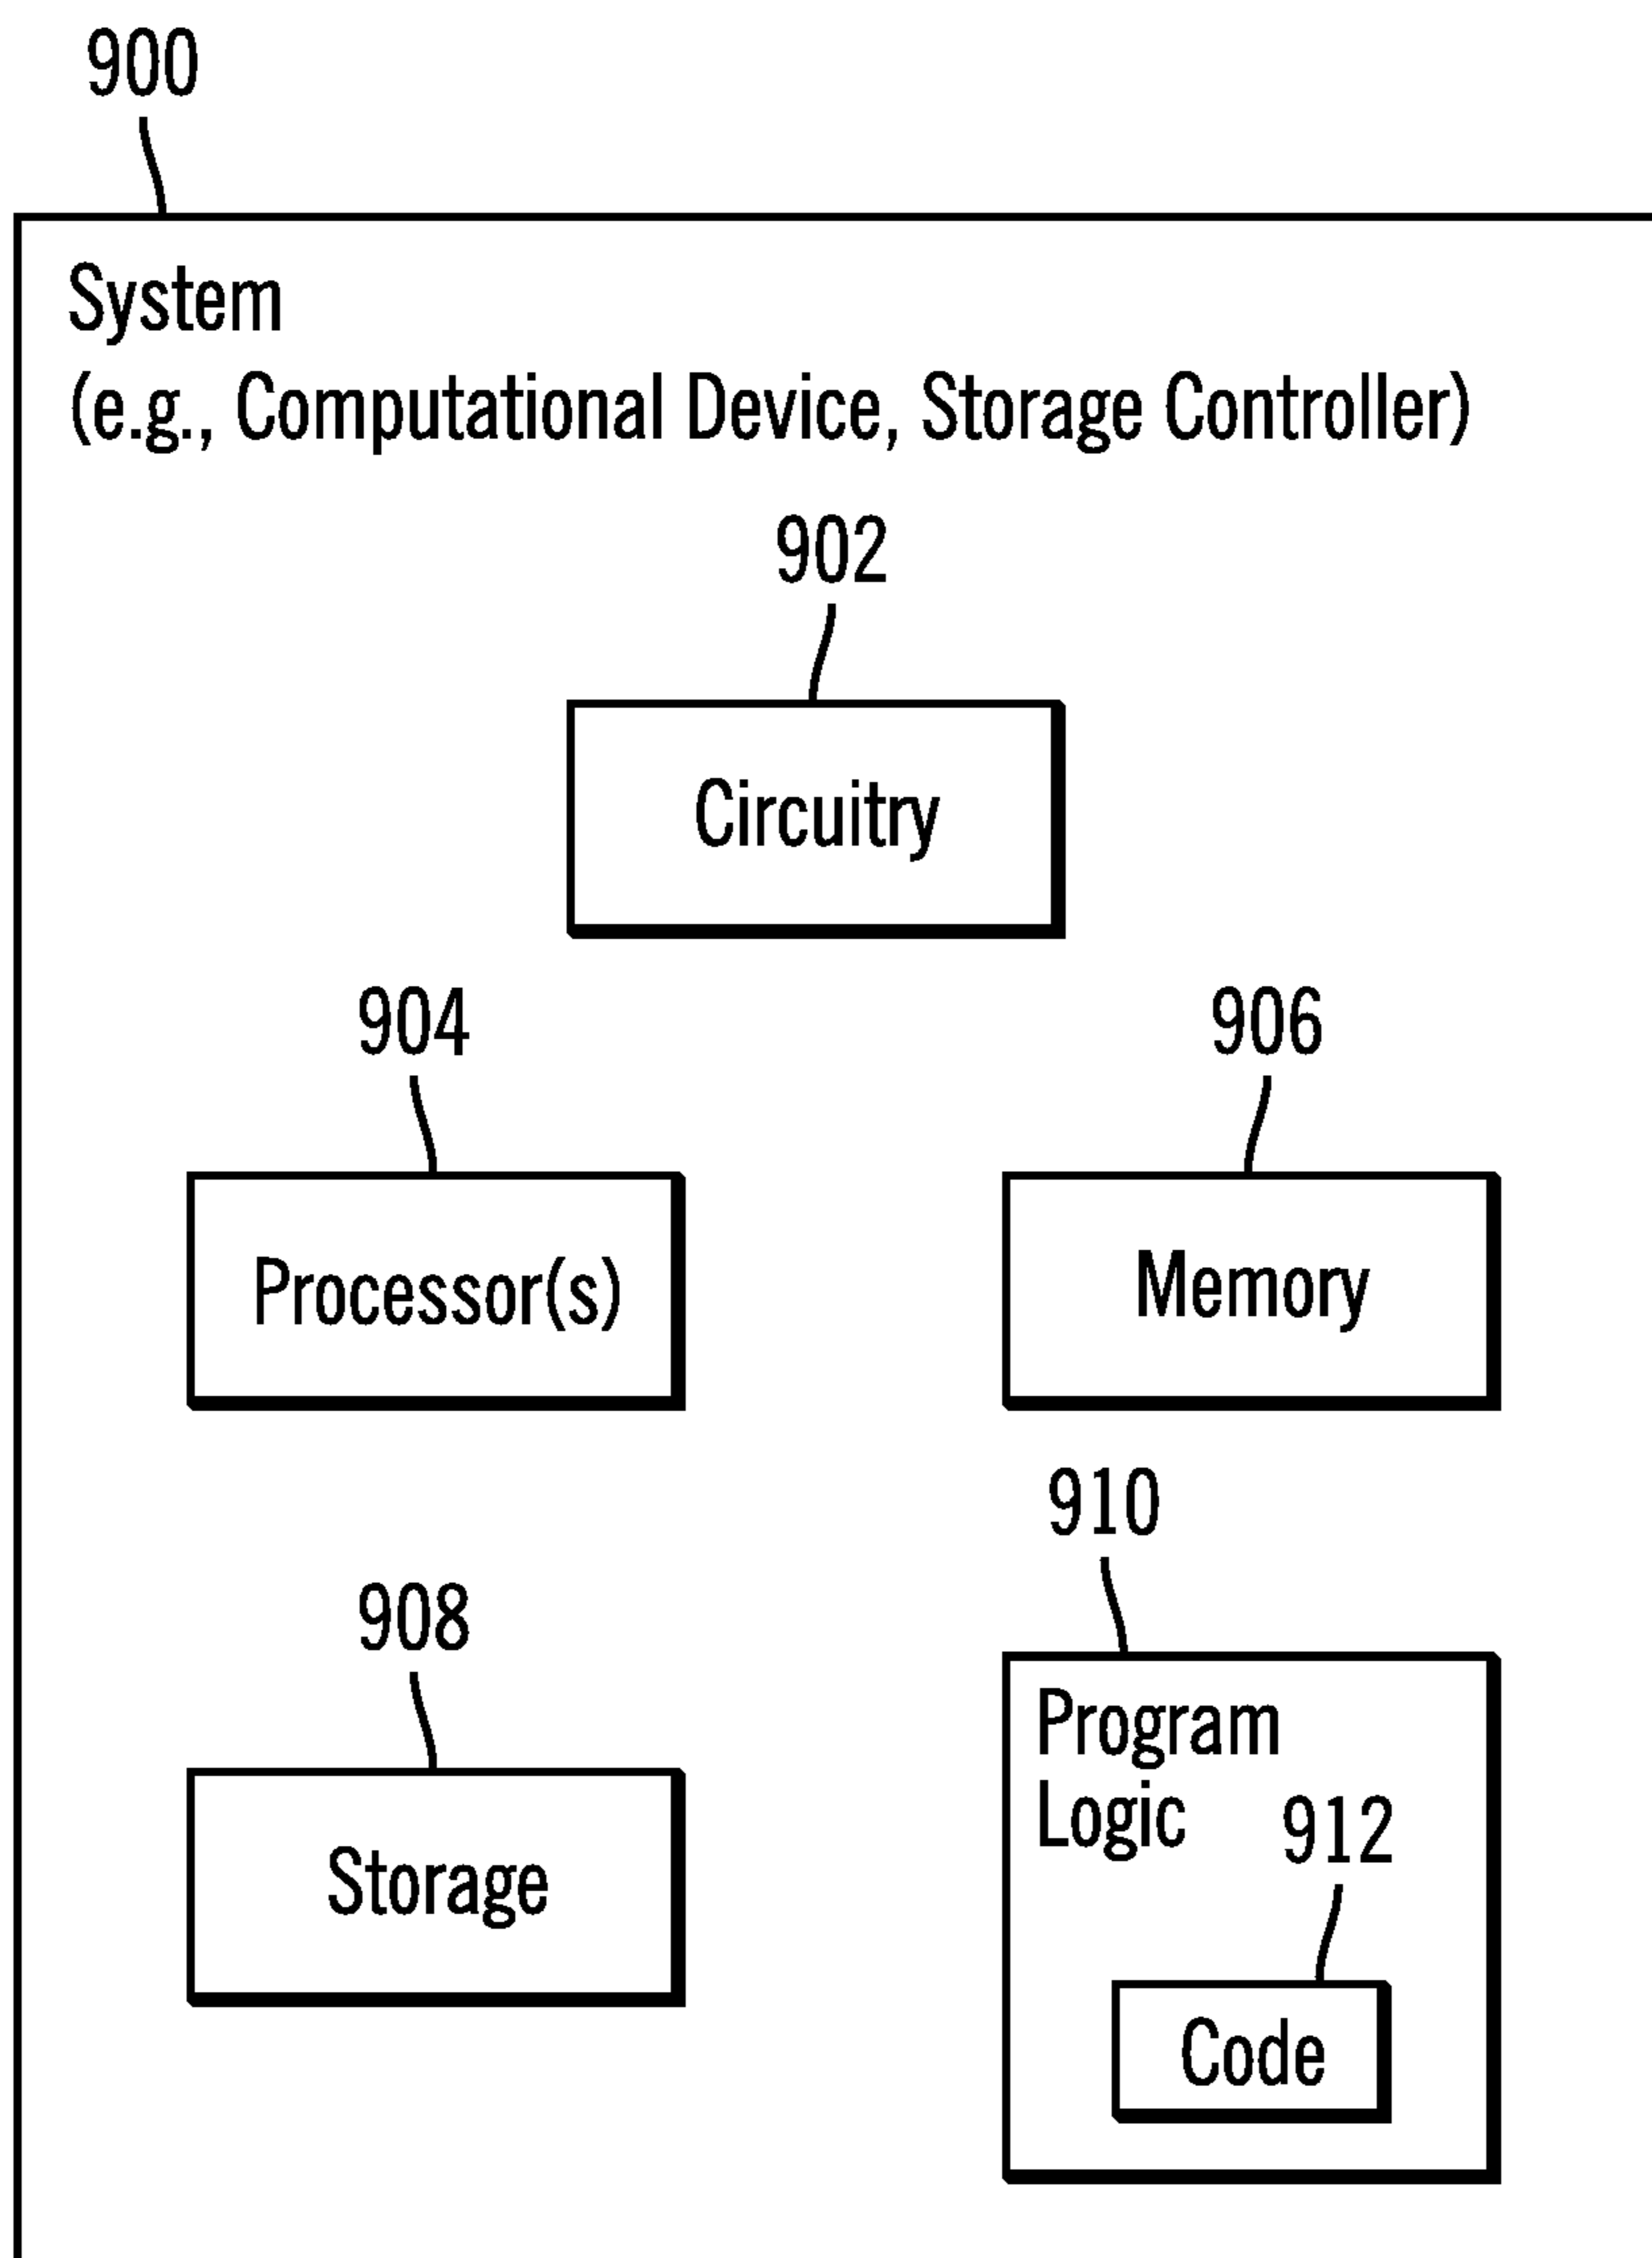 900
System
(e.g., Computational Device, Storage Controller)
902
Circuitry
904
906
Processor(s)
Memory
910
908
Program
Logic
912
Storage
Code